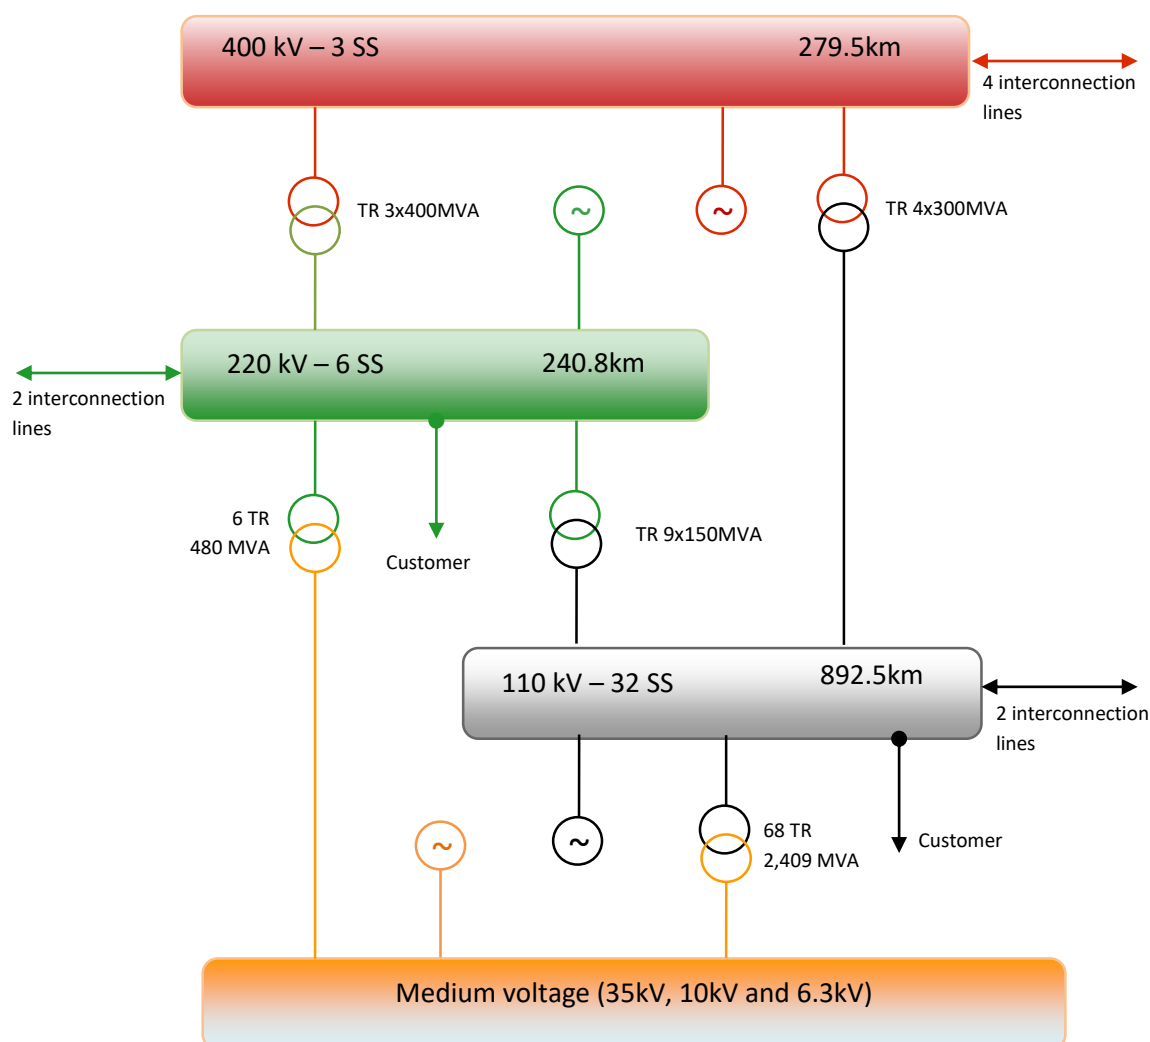 400 kV – 3 SS
279.5km
4 interconnection
lines
TR 3x400MVA
~
~
TR 4x300MVA
220 kV – 6 SS
240.8km
2 interconnection
lines
6 TR
480 MVA
Customer
TR 9x150MVA
110 kV – 32 SS
892.5km
2 interconnection
lines
~
~
68 TR
2,409 MVA
Customer
Medium voltage (35kV, 10kV and 6.3kV)